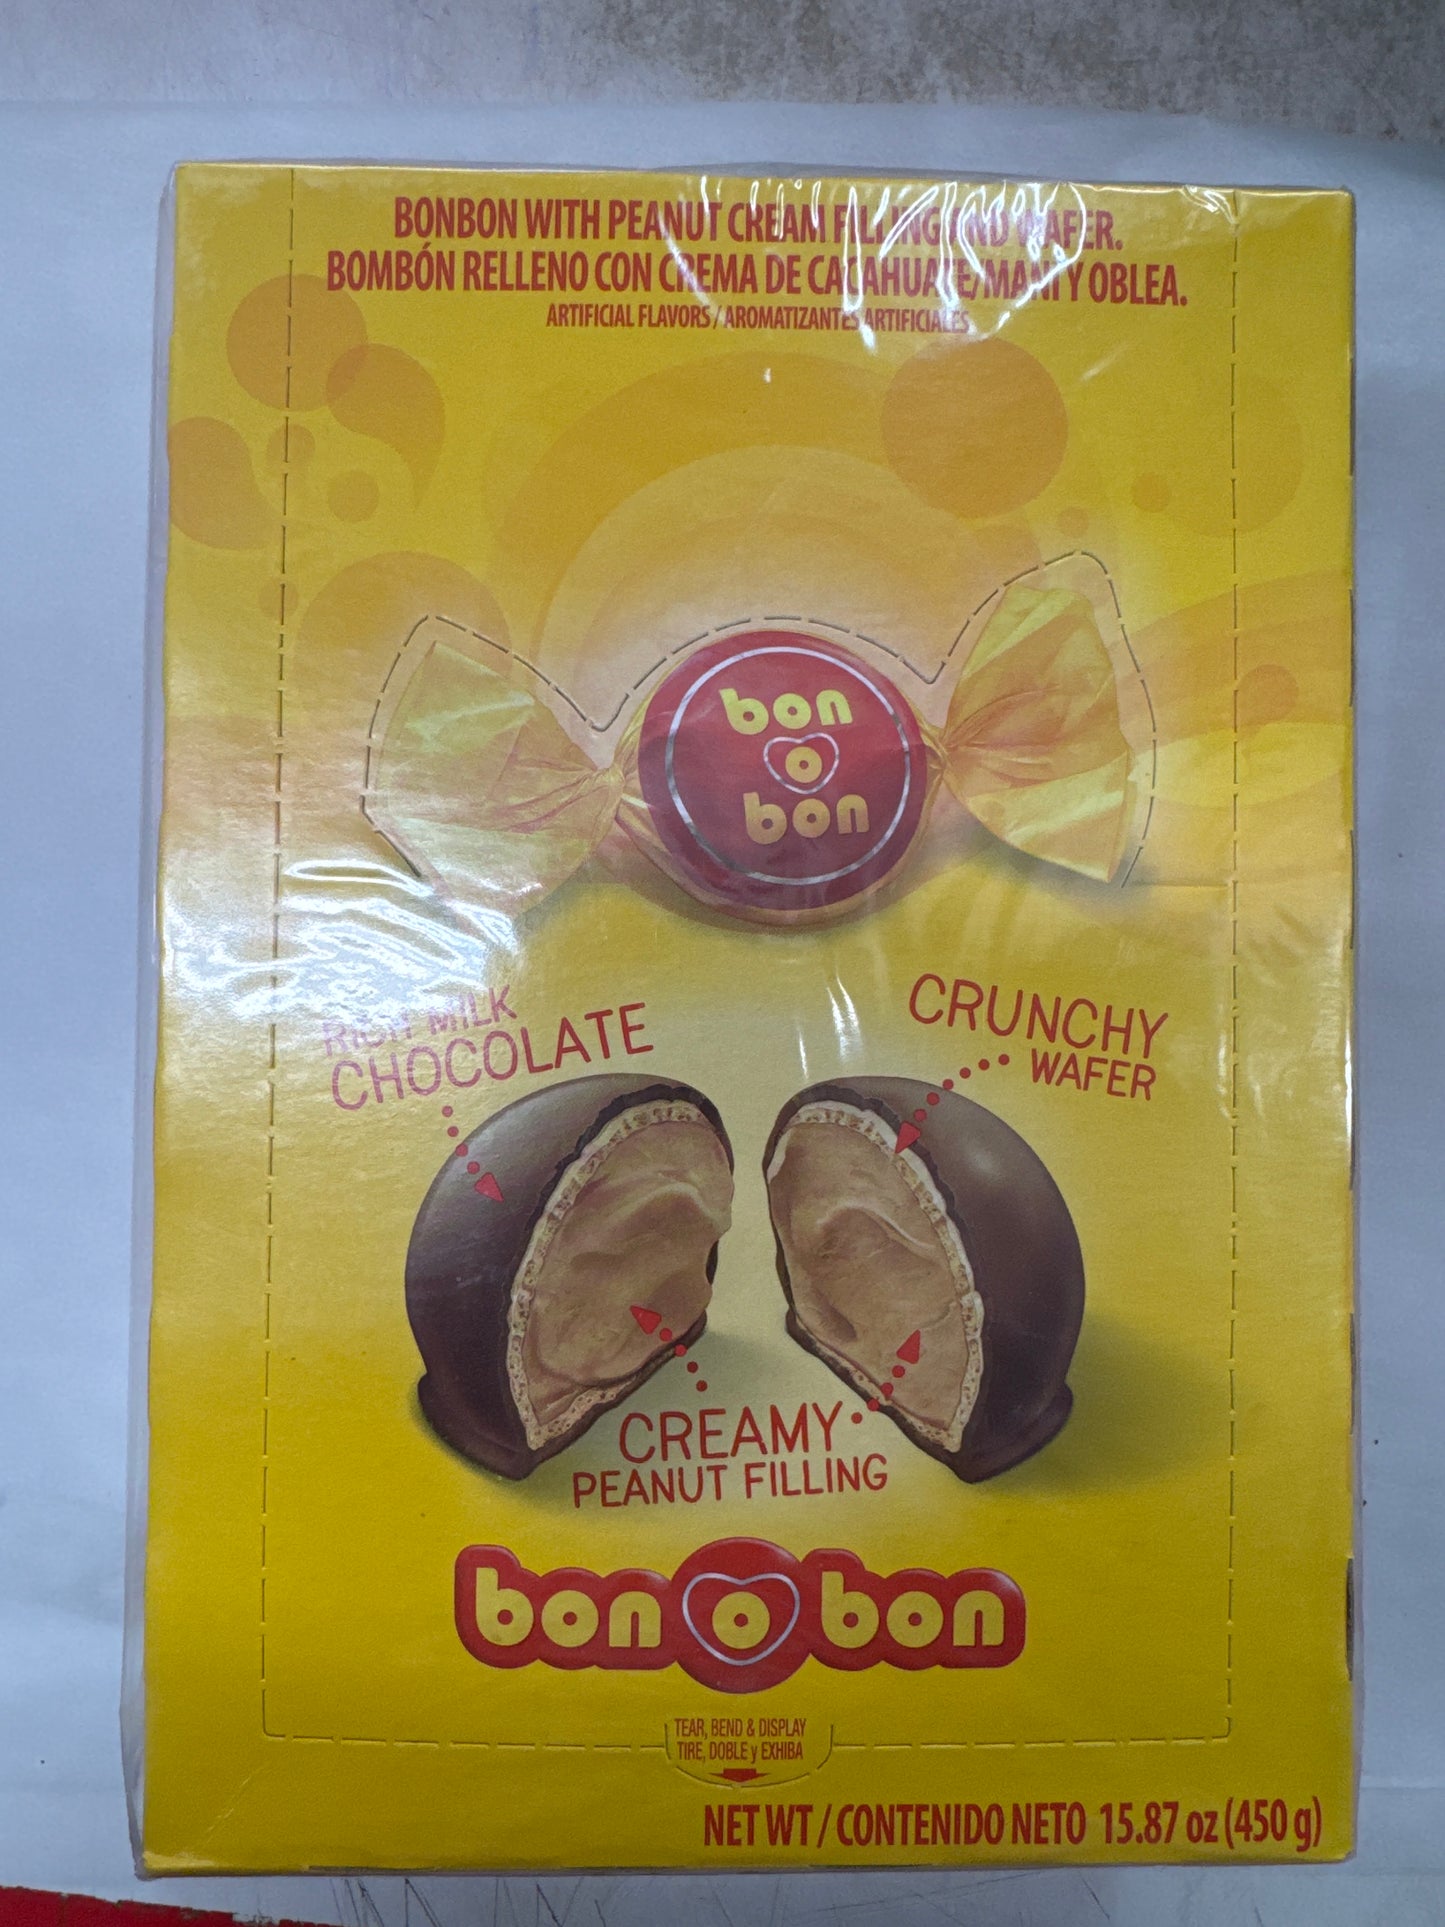 BONBON WITH PEANUT CREAM FILLING AND WAFER.
BOMBÓN RELLENO CON CREMA DE CACAHUATE/MANÍ Y OBLEA.
ARTIFICIAL FLAVORS / AROMATIZANTES ARTIFICIALES
bon
o
bon
RICH MILK
CHOCOLATE
CRUNCHY
WAFER
CREAMY
PEANUT FILLING
bon o bon
TEAR, BEND & DISPLAY
TIRE, DOBLE y EXHIBA
NET WT / CONTENIDO NETO 15.87 oz (450 g)